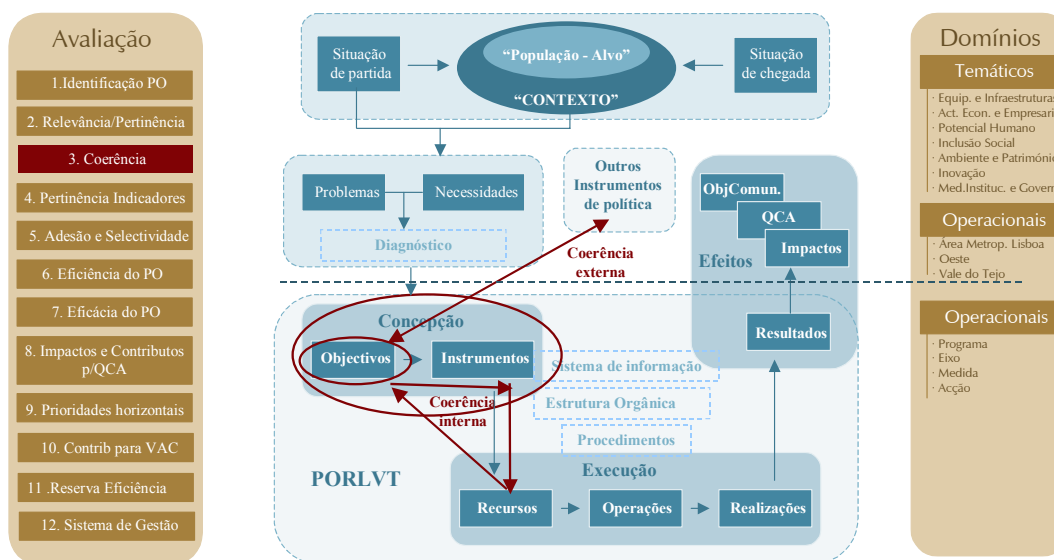 Avaliação
1.Identificação PO
2. Relevância/Pertinência
3. Coerência
4. Pertinência Indicadores
5. Adesão e Selectividade
6. Eficiência do PO
7. Eficácia do PO
8. Impactos e Contributos
p/QCA
9. Prioridades horizontais
10. Contrib para VAC
11 .Reserva Eficiência
12. Sistema de Gestão
Situação
de partida
“População - Alvo”
“CONTEXTO”
Situação
de chegada
Problemas
Necessidades
Diagnóstico
Outros
Instrumentos
de política
Coerência
externa
ObjComun.
QCA
Impactos
Efeitos
Resultados
Concepção
Objectivos
Instrumentos
Coerência
interna
Sistema de informação
Estrutura Orgânica
Procedimentos
PORLVT
Execução
Recursos
Operações
Realizações
Domínios
Temáticos
· Equip. e Infraestruturas
· Act. Econ. e Empresari
· Potencial Humano
· Inclusão Social
· Ambiente e Patrimóni
· Inovação
· Med.Instituc. e Govern
Operacionais
· Área Metrop. Lisboa
· Oeste
· Vale do Tejo
Operacionais
· Programa
· Eixo
· Medida
· Acção